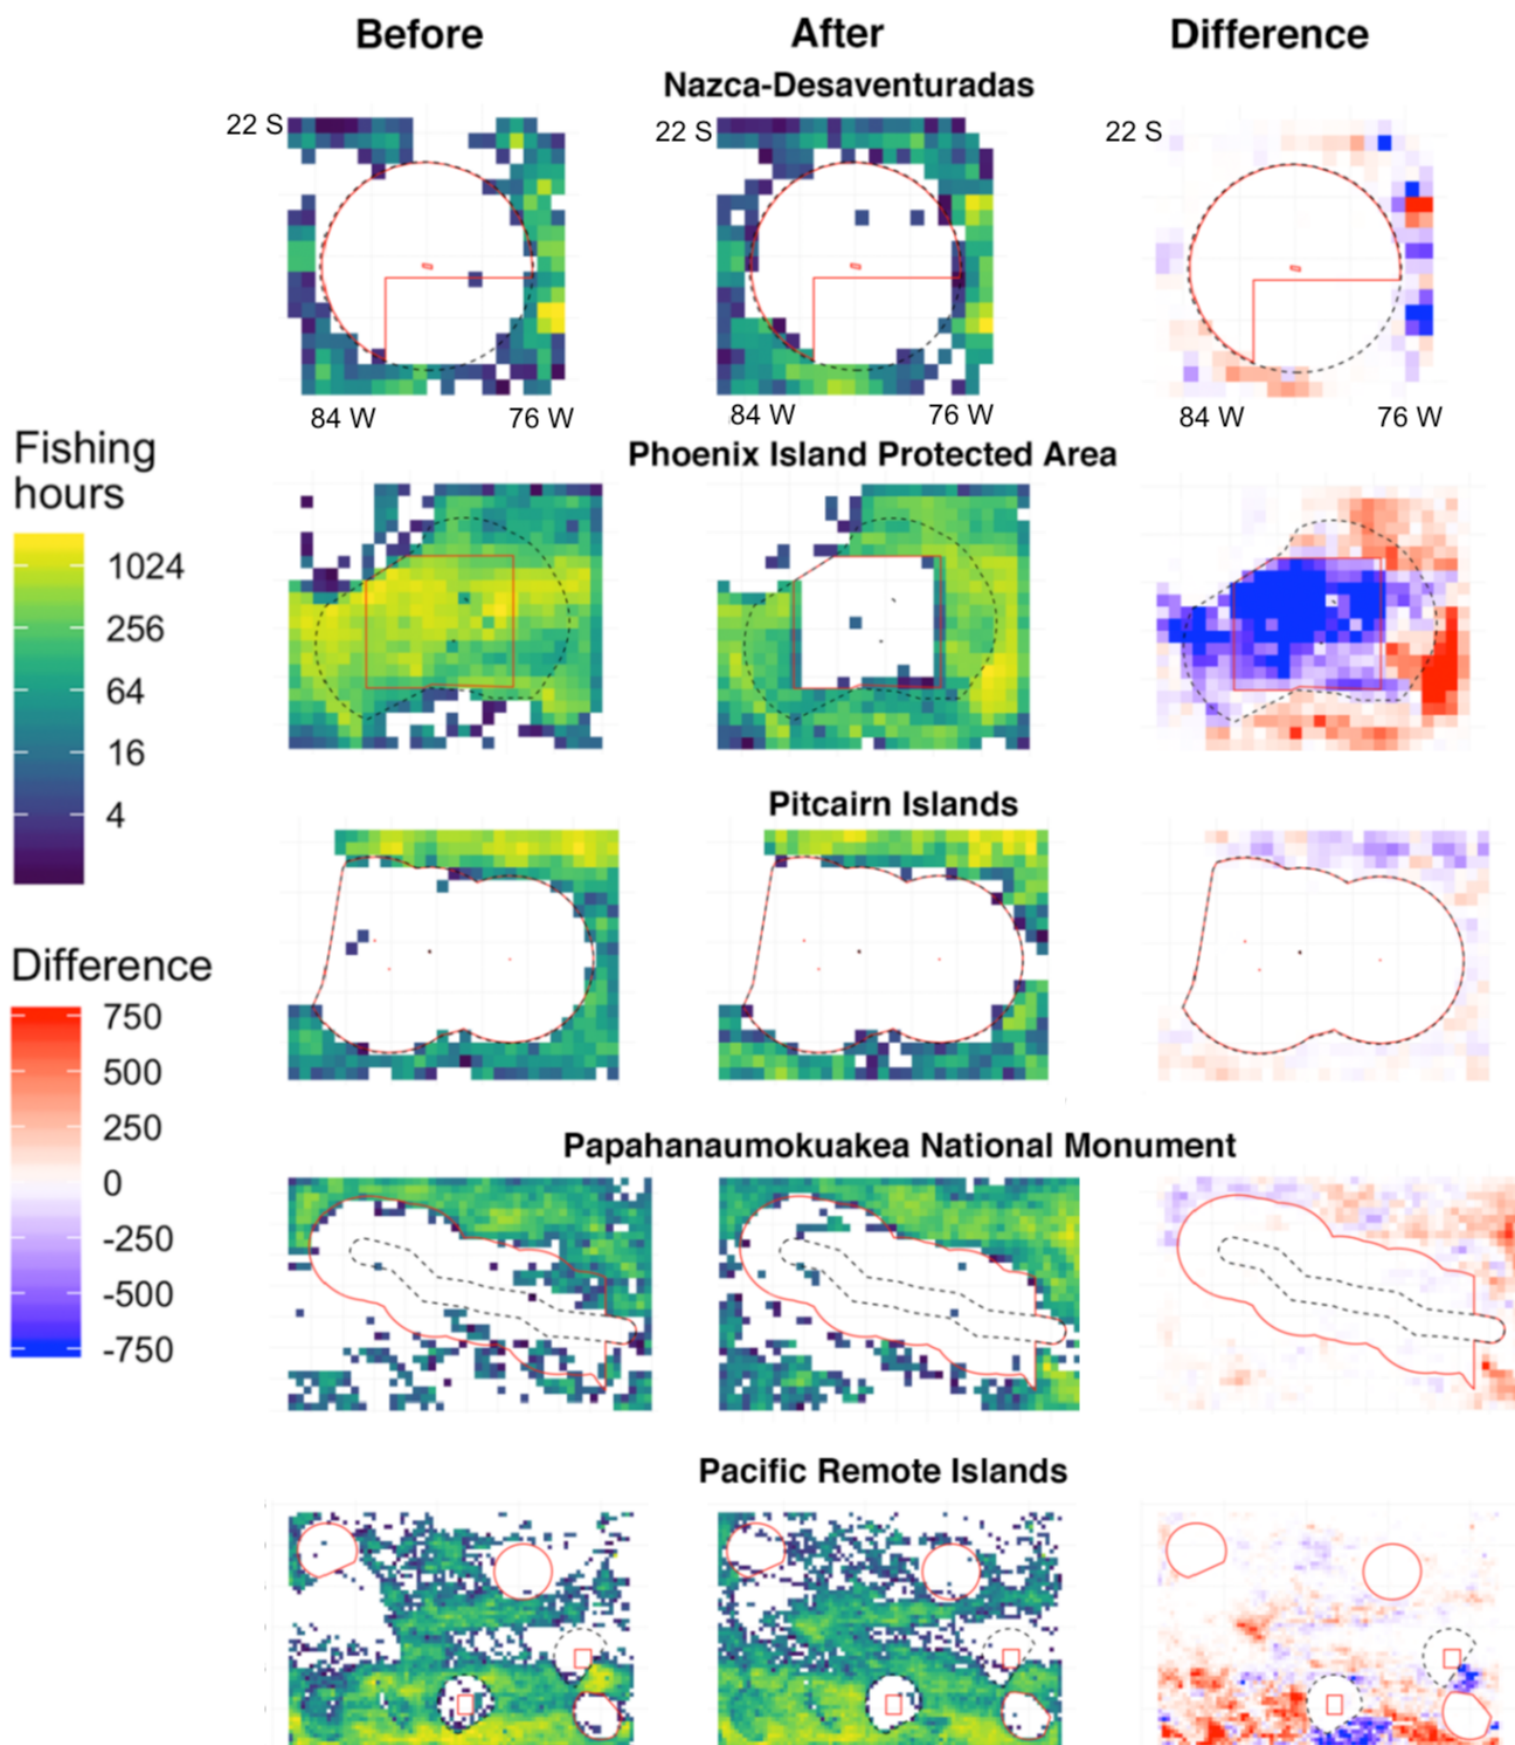 Before After Difference
Nazca-Desaventuradas
22 S 22 S 22 S
84 W 76 W 84 W 76 W 84 W 76 W
Phoenix Island Protected Area
Fishing
hours
1024
256
64
16
4
Pitcairn Islands
Difference
750
500
250
0
-250
-500
-750
Papahanaumokuakea National Monument
Pacific Remote Islands